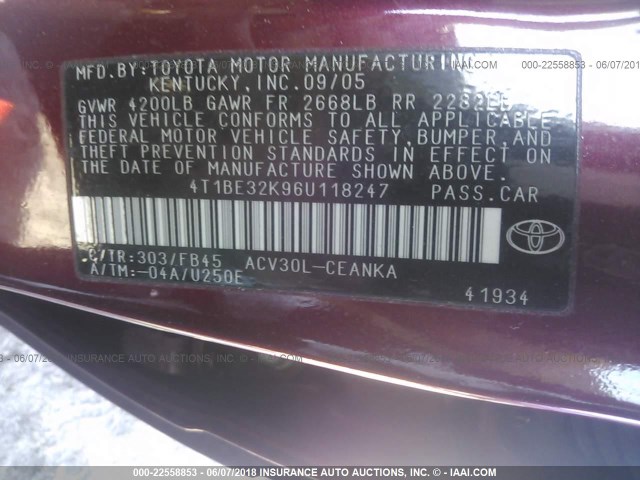 MFD.BY:TOYOTA MOTOR MANUFACTURIN
KENTUCKY, INC. 09/05
GVWR 4200LB GAWR FR 2668LB RR 2282LB
THIS VEHICLE CONFORMS TO ALL APPLICABLE
FEDERAL MOTOR VEHICLE SAFETY, BUMPER, AND
THEFT PREVENTION STANDARDS IN EFFECT ON
THE DATE OF MANUFACTURE SHOWN ABOVE.
4T1BE32K96U118247 PASS.CAR
C/TR:303/FB45 ACV30L-CEANKA
A/TM:-04A/U250E
TOYOTA
41934
000-22558853 - 06/07/2018 - INSURANCE AUTO AUCTIONS - © - IAAI.COM